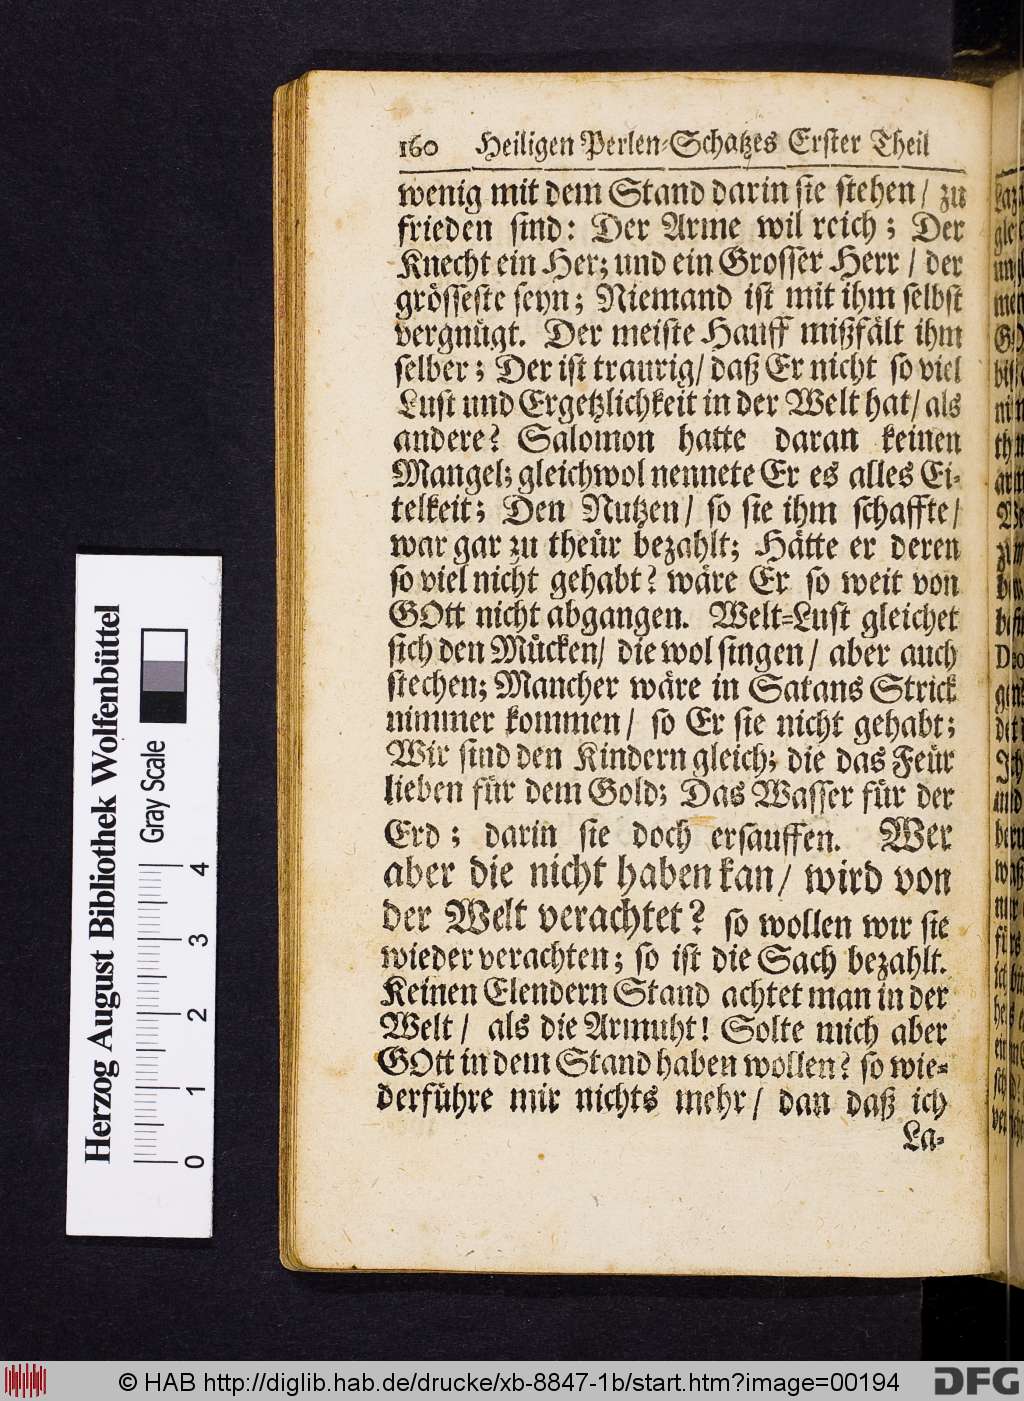 160 Heiligen Perlen-Schatzes Erster Theil
wenig mit dem Stand darin sie stehen / zu
frieden sind: Der Arme wil reich; Der
Knecht ein Her; und ein Grosser Herr / der
grösseste seyn; Niemand ist mit ihm selbst
vergnügt. Der meiste Hauff mißfält ihm
selber; Der ist traurig / daß Er nicht so viel
Lust und Ergetzlichkeit in der Welt hat / als
andere? Salomon hatte daran keinen
Mangel; gleichwol nennete Er es alles Ei-
telkeit; Den Nutzen / so sie ihm schaffte /
war gar zu theür bezahlt; Hätte er deren
so viel nicht gehabt? wäre Er so weit von
GOtt nicht abgangen. Welt-Lust gleichet
sich den Mücken / die wol singen / aber auch
stechen; Mancher wäre in Satans Strick
nimmer kommen / so Er sie nicht gehabt;
Wir sind den Kindern gleich; die das Feür
lieben für dem Gold; Das Wasser für der
Erd; darin sie doch ersauffen. Wer
aber die nicht haben kan / wird von
der Welt verachtet? so wollen wir sie
wieder verachten; so ist die Sach bezahlt.
Keinen Elendern Stand achtet man in der
Welt / als die Armuht! Solte mich aber
GOtt in dem Stand haben wollen? so wie-
derführe mir nichts mehr / dan daß ich
La-
Herzog August Bibliothek Wolfenbüttel
Gray Scale
0 1 2 3 4
© HAB http://diglib.hab.de/drucke/xb-8847-1b/start.htm?image=00194
DFG